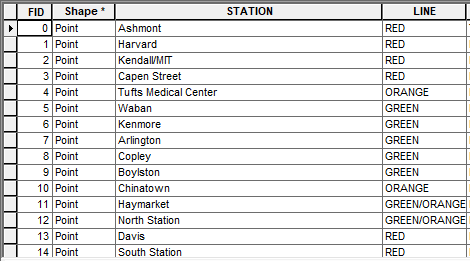 FID Shape * STATION LINE
0 Point Ashmont RED
1 Point Harvard RED
2 Point Kendall/MIT RED
3 Point Capen Street RED
4 Point Tufts Medical Center ORANGE
5 Point Waban GREEN
6 Point Kenmore GREEN
7 Point Arlington GREEN
8 Point Copley GREEN
9 Point Boylston GREEN
10 Point Chinatown ORANGE
11 Point Haymarket GREEN/ORANGE
12 Point North Station GREEN/ORANGE
13 Point Davis RED
14 Point South Station RED